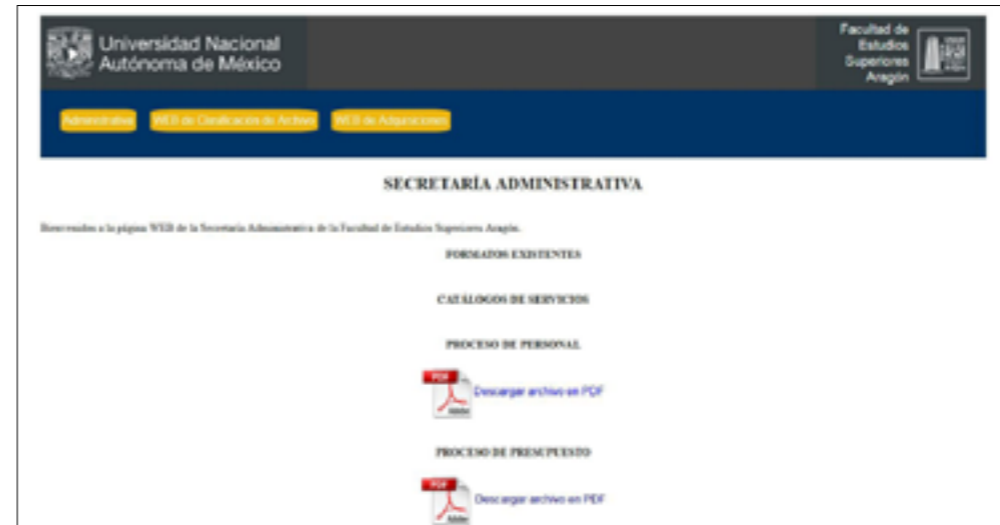 Universidad Nacional
Autónoma de México
Facultad de
Estudios
Superiores
Aragón
Administrativa
WEB de Clasificación de Archivo
WEB de Adquisiciones
SECRETARÍA ADMINISTRATIVA
Bienvenidos a la página WEB de la Secretaría Administrativa de la Facultad de Estudios Superiores Aragón.
FORMATOS EXISTENTES
CATÁLOGOS DE SERVICIOS
PROCESO DE PERSONAL
PDF
Adobe
Descargar archivo en PDF
PROCESO DE PRESUPUESTO
PDF
Adobe
Descargar archivo en PDF